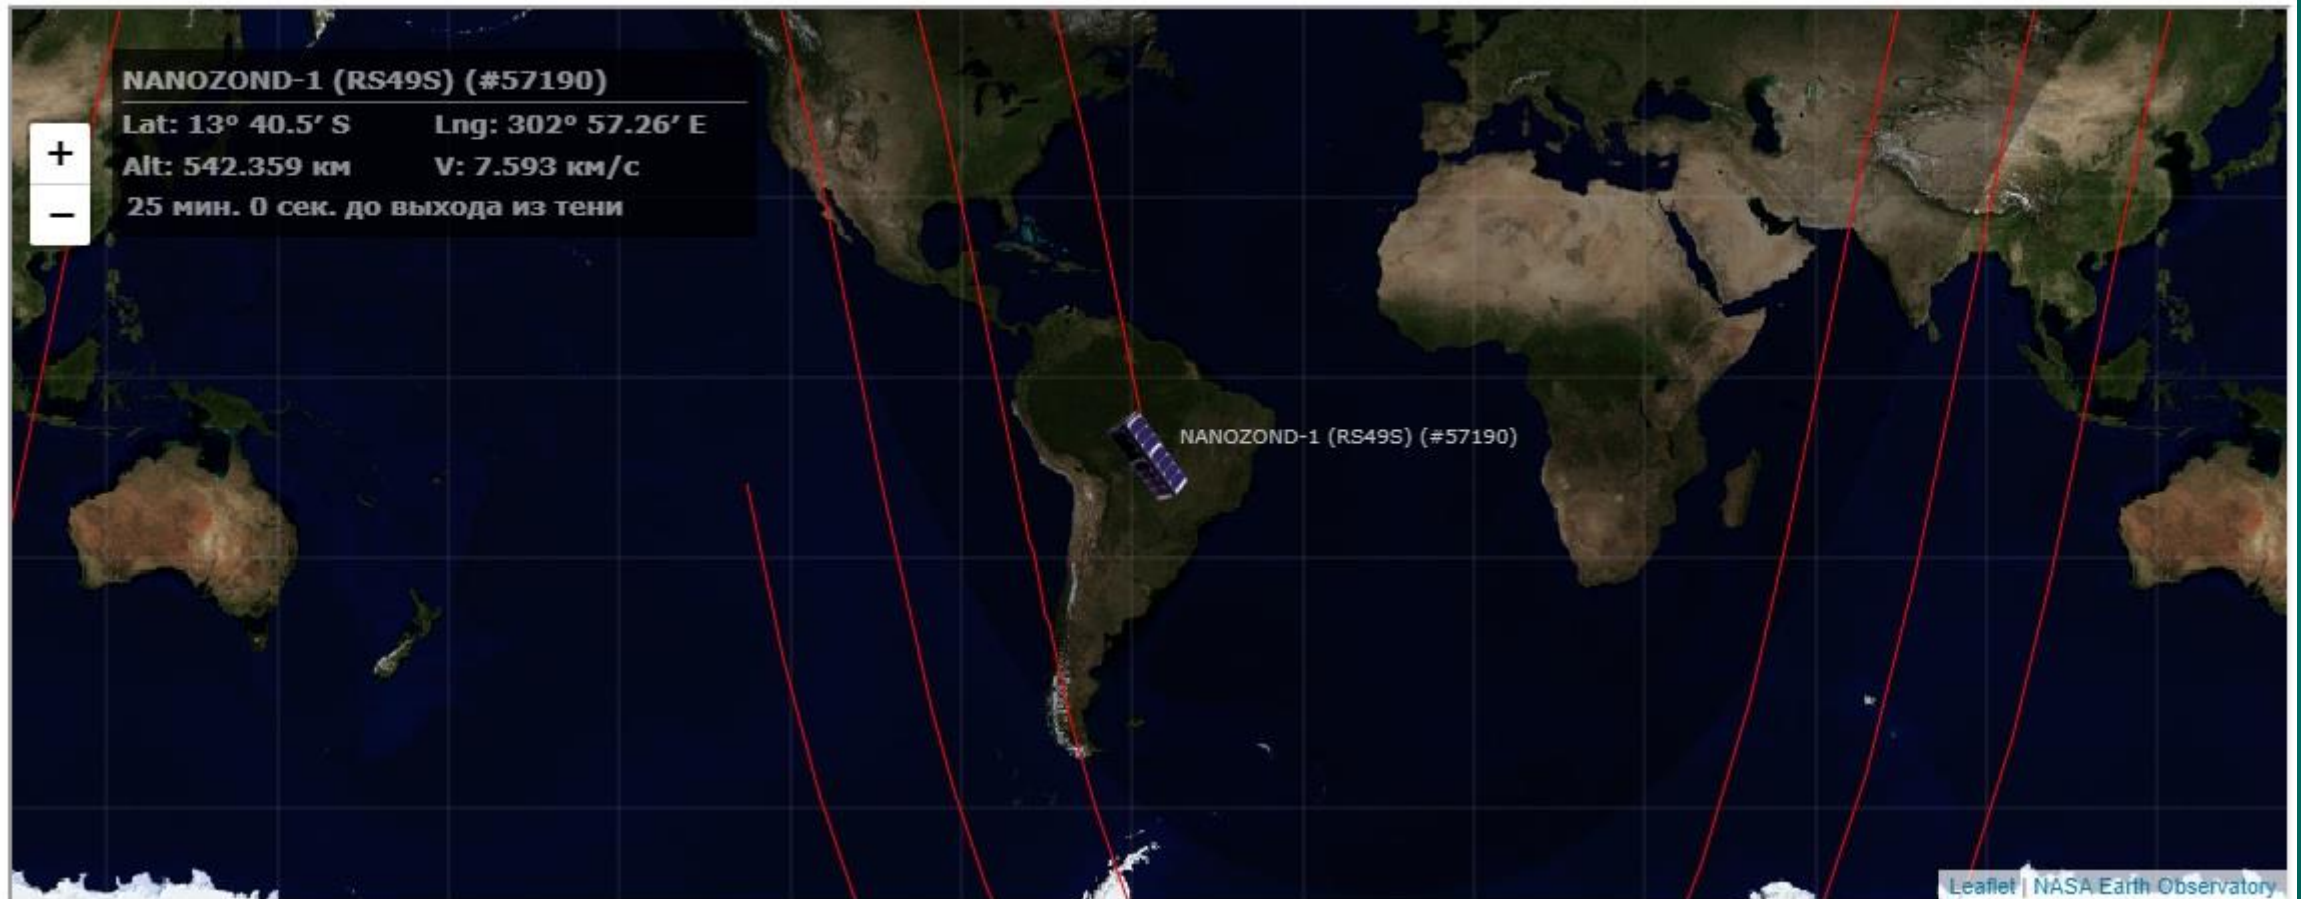 NANOZOND-1 (RS49S) (#57190)
Lat: 13° 40.5′ S Lng: 302° 57.26′ E
Alt: 542.359 км V: 7.593 км/с
25 мин. 0 сек. до выхода из тени
+
−
NANOZOND-1 (RS49S) (#57190)
Leaflet | NASA Earth Observatory